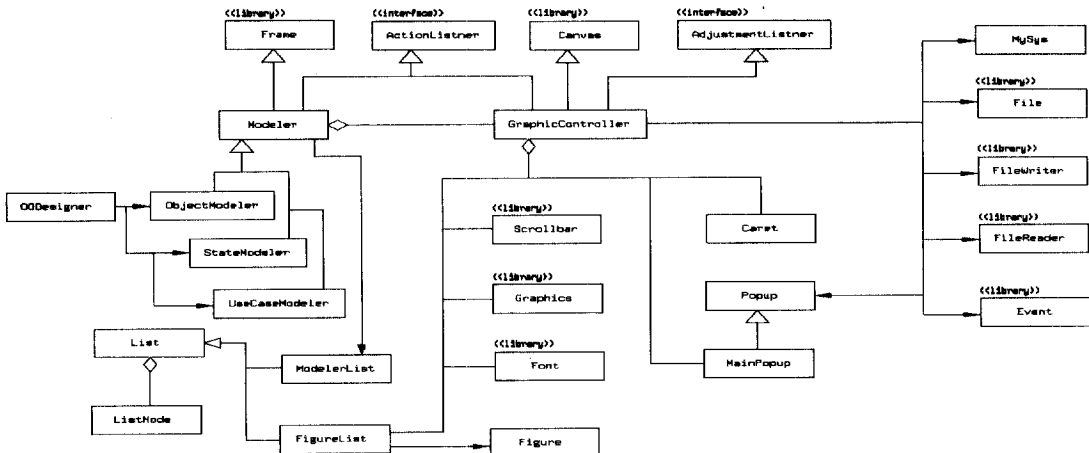 <<library>> <<interface>> <<library>> <<interface>>
Frame ActionListner Canvas AdjustmentListner MySys
<<library>>
File
Modeler GraphicController
<<library>>
FileWriter
OODesigner ObjectModeler
<<library>> <<library>>
Scrollbar Caret FileReader
StateModeler
<<library>> <<library>>
UseCaseModeler Graphics Popup Event
List <<library>>
ModelerList Font MainPopup
ListNode
FigureList Figure